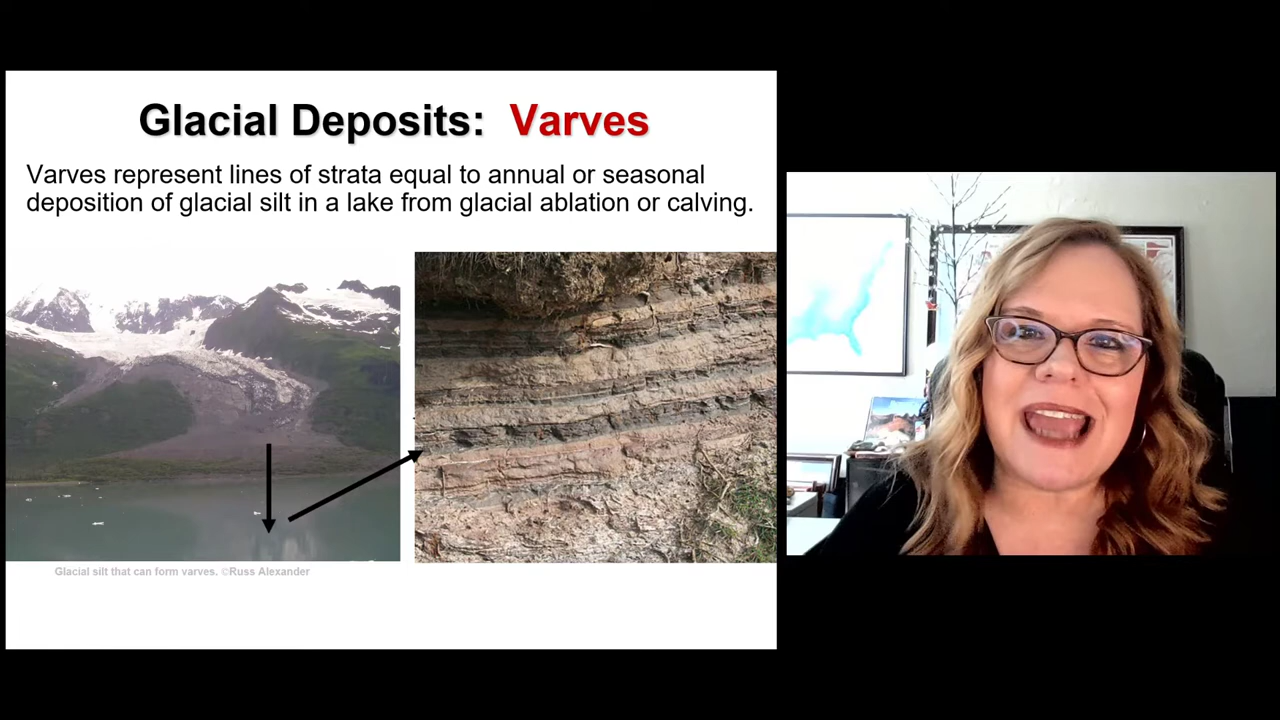 Glacial Deposits: Varves
Varves represent lines of strata equal to annual or seasonal
deposition of glacial silt in a lake from glacial ablation or calving.
Glacial silt that can form varves. ©Russ Alexander